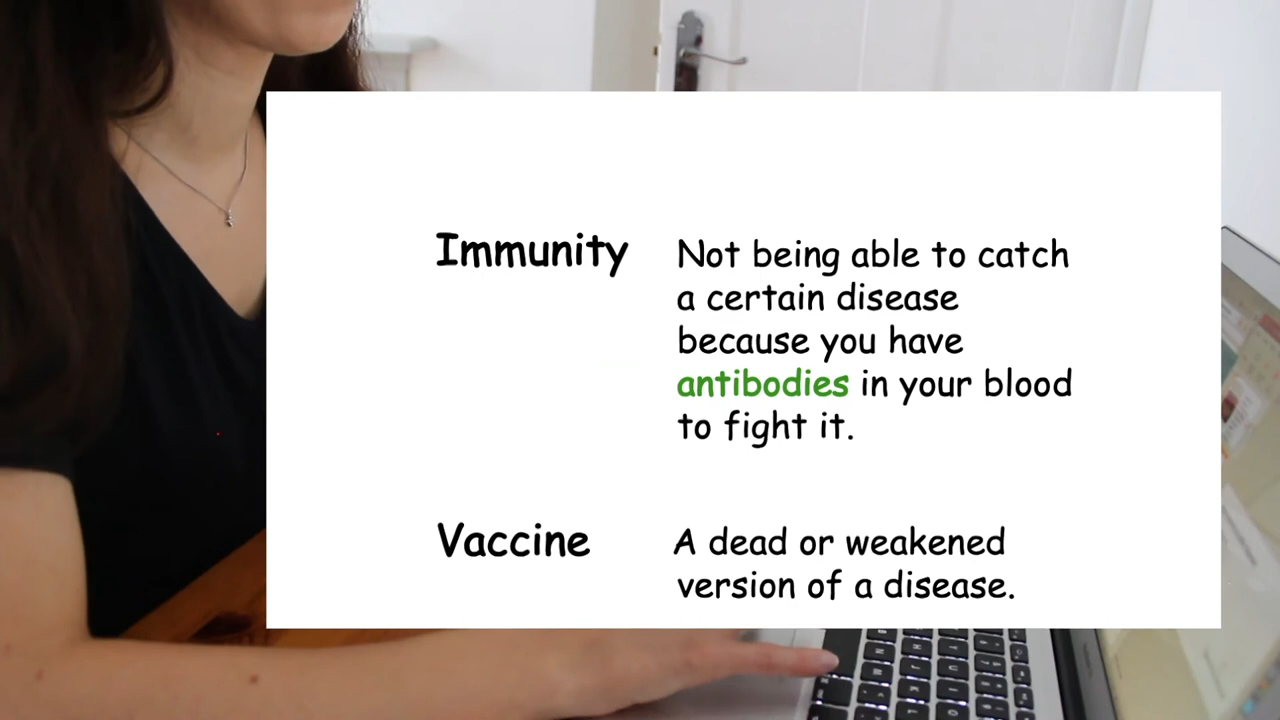 Immunity Not being able to catch
a certain disease
because you have
antibodies in your blood
to fight it.
Vaccine A dead or weakened
version of a disease.